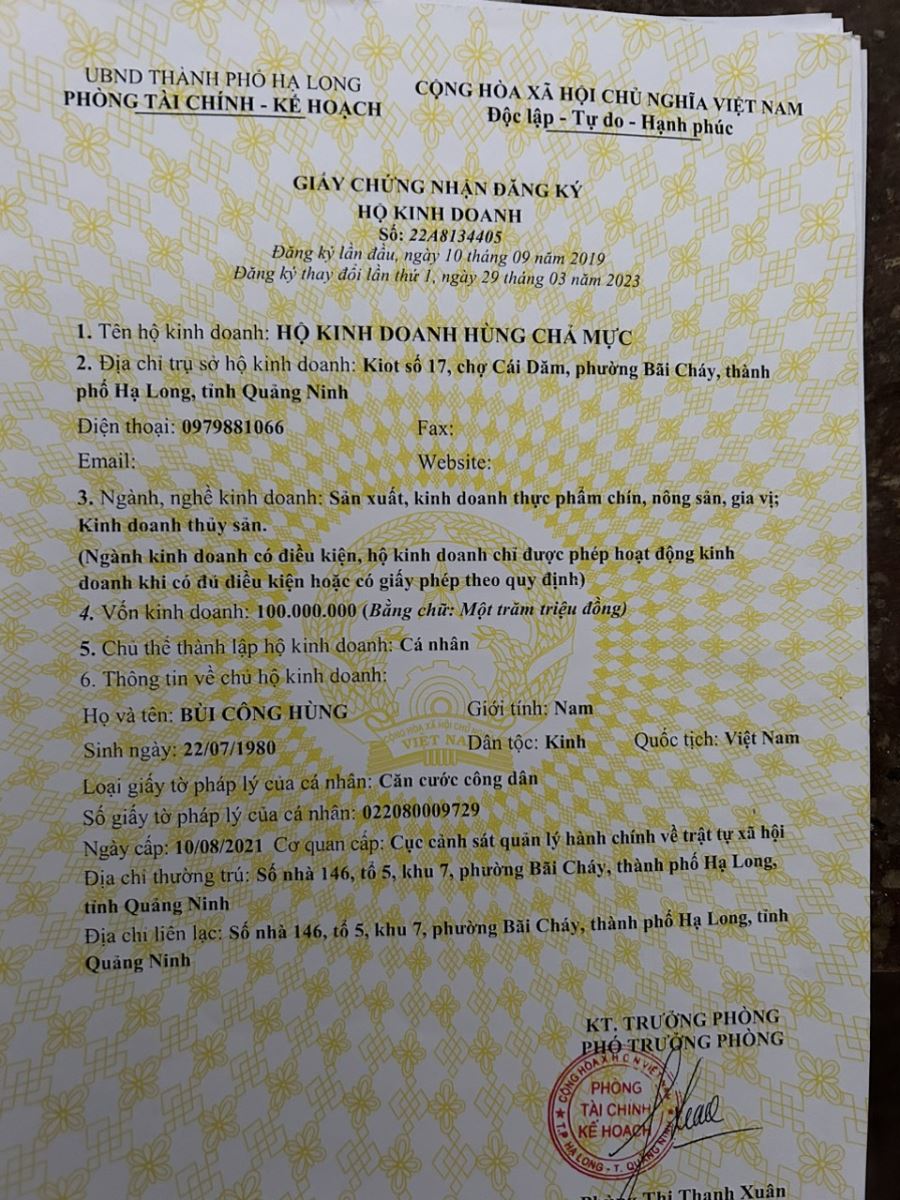 UBND THÀNH PHỐ HẠ LONG
PHÒNG TÀI CHÍNH - KẾ HOẠCH
CỘNG HÒA XÃ HỘI CHỦ NGHĨA VIỆT NAM
Độc lập - Tự do - Hạnh phúc
GIẤY CHỨNG NHẬN ĐĂNG KÝ
HỘ KINH DOANH
Số: 22A8134405
Đăng ký lần đầu, ngày 10 tháng 09 năm 2019
Đăng ký thay đổi lần thứ 1, ngày 29 tháng 03 năm 2023
1. Tên hộ kinh doanh: HỘ KINH DOANH HÙNG CHẢ MỰC
2. Địa chỉ trụ sở hộ kinh doanh: Kiot số 17, chợ Cái Dăm, phường Bãi Cháy, thành
phố Hạ Long, tỉnh Quảng Ninh
Điện thoại: 0979881066 Fax:
Email: Website:
3. Ngành, nghề kinh doanh: Sản xuất, kinh doanh thực phẩm chín, nông sản, gia vị;
Kinh doanh thủy sản.
(Ngành kinh doanh có điều kiện, hộ kinh doanh chỉ được phép hoạt động kinh
doanh khi có đủ điều kiện hoặc có giấy phép theo quy định)
4. Vốn kinh doanh: 100.000.000 (Bằng chữ: Một trăm triệu đồng)
5. Chủ thể thành lập hộ kinh doanh: Cá nhân
6. Thông tin về chủ hộ kinh doanh:
Họ và tên: BÙI CÔNG HÙNG Giới tính: Nam
Sinh ngày: 22/07/1980 Dân tộc: Kinh Quốc tịch: Việt Nam
CỘNG HÒA XÃ HỘI CHỦ
VIỆT NAM
Loại giấy tờ pháp lý của cá nhân: Căn cước công dân
Số giấy tờ pháp lý của cá nhân: 022080009729
Ngày cấp: 10/08/2021 Cơ quan cấp: Cục cảnh sát quản lý hành chính về trật tự xã hội
Địa chỉ thường trú: Số nhà 146, tổ 5, khu 7, phường Bãi Cháy, thành phố Hạ Long,
tỉnh Quảng Ninh
Địa chỉ liên lạc: Số nhà 146, tổ 5, khu 7, phường Bãi Cháy, thành phố Hạ Long, tỉnh
Quảng Ninh
KT. TRƯỞNG PHÒNG
PHÓ TRƯỞNG PHÒNG
CỘNG HÒA X.H.C.N VIỆT NAM
PHÒNG
TÀI CHÍNH
KẾ HOẠCH
T.P HẠ LONG - T. QUẢNG NINH
Thị Thanh Xuân